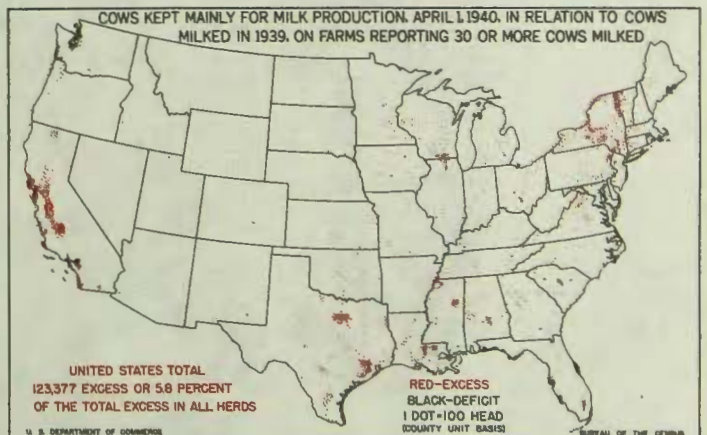 COWS KEPT MAINLY FOR MILK PRODUCTION, APRIL 1, 1940, IN RELATION TO COWS
MILKED IN 1939, ON FARMS REPORTING 30 OR MORE COWS MILKED
UNITED STATES TOTAL
123,377 EXCESS OR 5.8 PERCENT
OF THE TOTAL EXCESS IN ALL HERDS
RED-EXCESS
BLACK-DEFICIT
1 DOT=100 HEAD
(COUNTY UNIT BASIS)
U. S. DEPARTMENT OF COMMERCE
BUREAU OF THE CENSUS